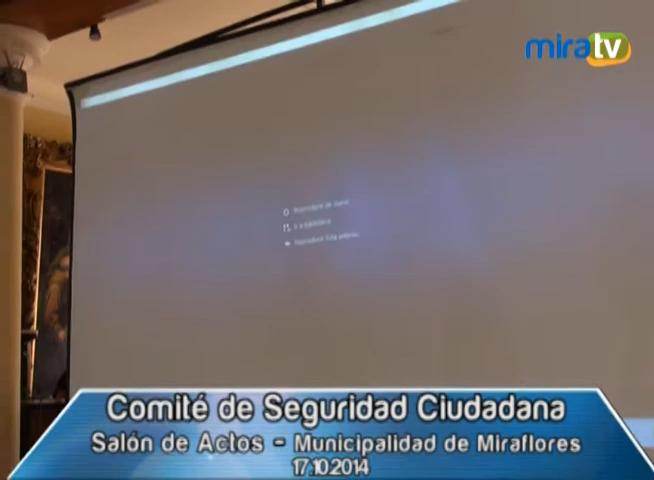 miratv
Comité de Seguridad Ciudadana
Salón de Actos - Municipalidad de Miraflores
17.10.2014